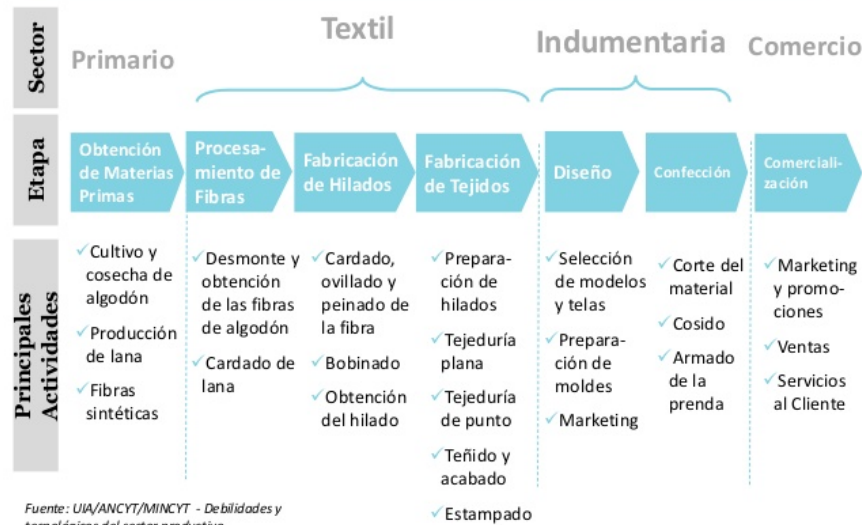 Sector
Primario
Textil
Indumentaria
Comercio
Etapa
Obtención
de Materias
Primas
Procesa-
miento de
Fibras
Fabricación
de Hilados
Fabricación
de Tejidos
Diseño
Confección
Comerciali-
zación
Principales
Actividades
✓Cultivo y
cosecha de
algodón
✓Producción
de lana
✓Fibras
sintéticas
✓Desmonte y
obtención
de las fibras
de algodón
✓Cardado de
lana
✓Cardado,
ovillado y
peinado de
la fibra
✓Bobinado
✓Obtención
del hilado
✓Prepara-
ción de
hilados
✓Tejeduría
plana
✓Tejeduría
de punto
✓Teñido y
acabado
✓Estampado
✓Selección
de modelos
y telas
✓Prepara-
ción de
moldes
✓Marketing
✓Corte del
material
✓Cosido
✓Armado
de la
prenda
✓Marketing
y promo-
ciones
✓Ventas
✓Servicios
al Cliente
Fuente: UIA/ANCYT/MINCYT - Debilidades y
tecnológicos del sector productivo